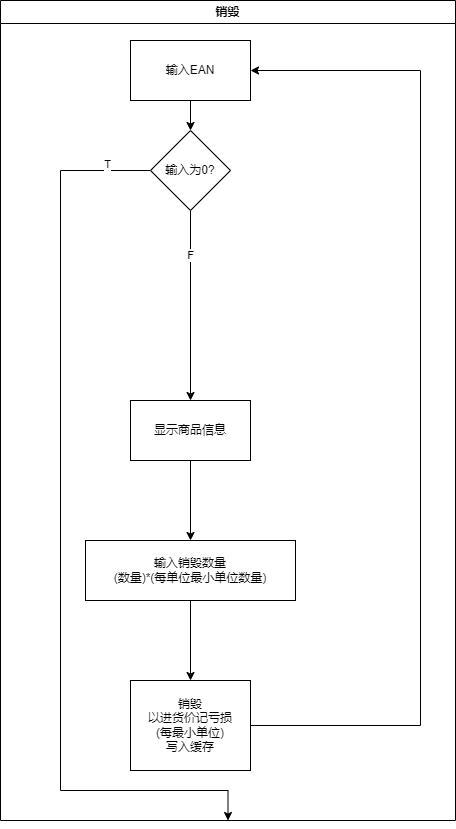 销毁
输入EAN
输入为0?
T
F
显示商品信息
输入销毁数量
(数量)*(每单位最小单位数量)
销毁
以进货价记亏损
(每最小单位)
写入缓存